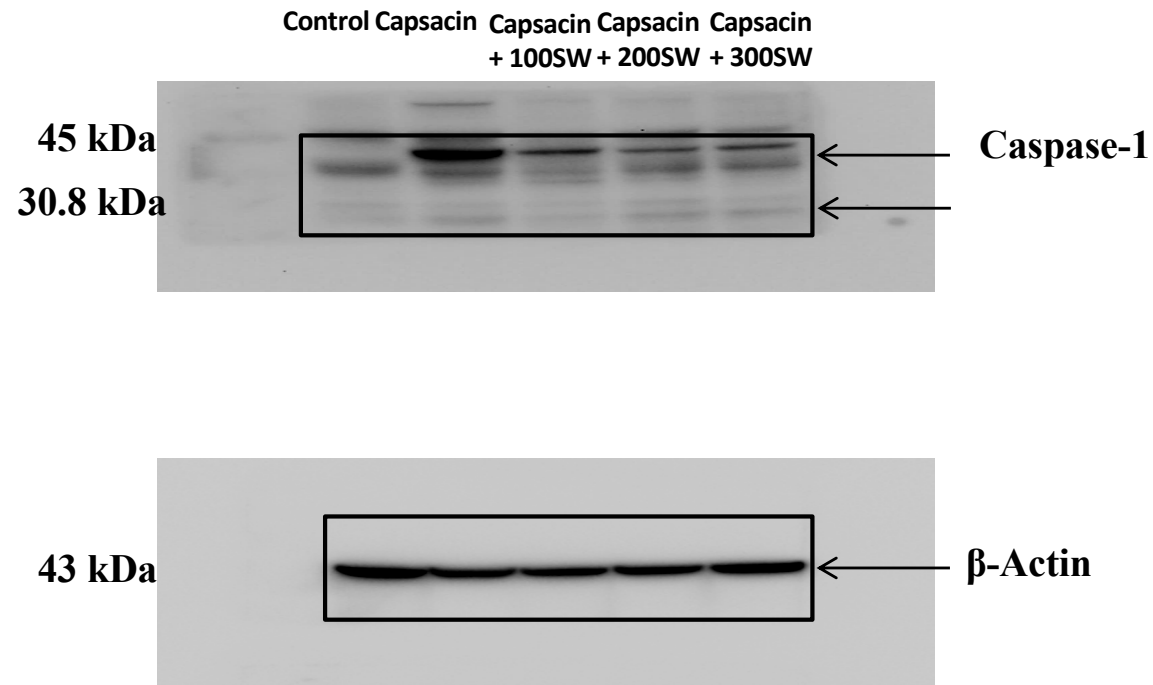 Control Capsacin Capsacin Capsacin Capsacin
+ 100SW + 200SW + 300SW
45 kDa
Caspase-1
30.8 kDa
43 kDa
β-Actin